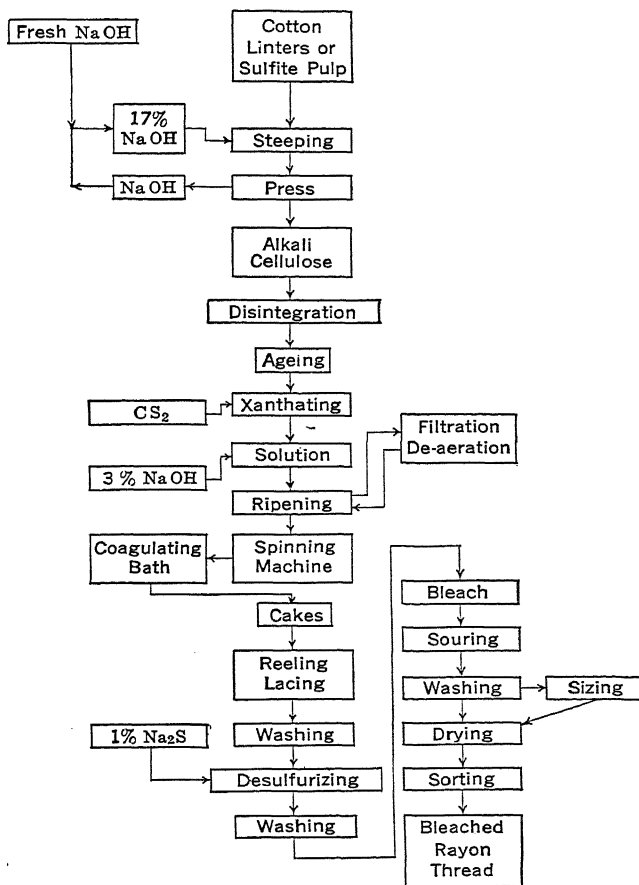 Fresh NaOH
Cotton
Linters or
Sulfite Pulp
17%
NaOH
Steeping
NaOH
Press
Alkali
Cellulose
Disintegration
Ageing
CS₂
Xanthating
Filtration
De-aeration
3% NaOH
Solution
Ripening
Coagulating
Bath
Spinning
Machine
Cakes
Reeling
Lacing
Washing
1% Na₂S
Desulfurizing
Washing
Bleach
Souring
Washing
Sizing
Drying
Sorting
Bleached
Rayon
Thread